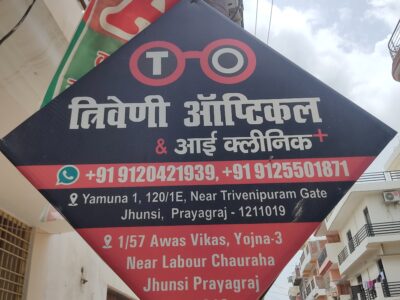 TO
त्रिवेणी ऑप्टिकल
& आई क्लीनिक+
+91 9120421939, +91 9125501871
Yamuna 1, 120/1E, Near Trivenipuram Gate
Jhunsi, Prayagraj - 1211019
1/57 Awas Vikas, Yojna-3
Near Labour Chauraha
Jhunsi Prayagraj